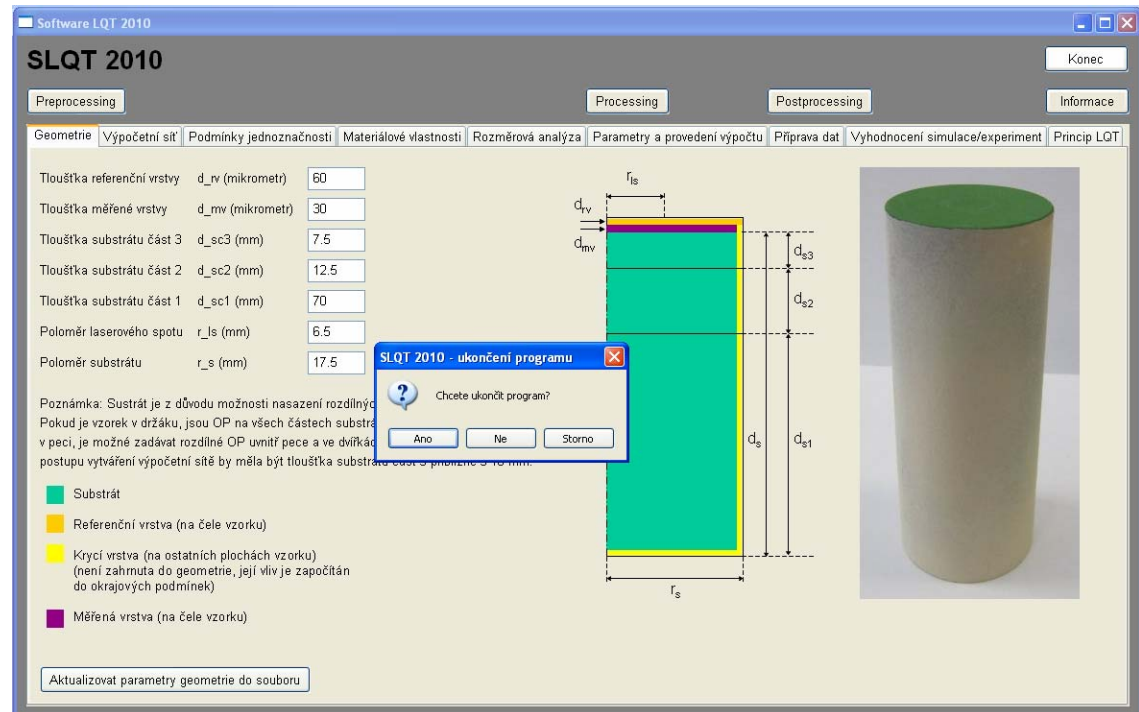 Software LQT 2010
SLQT 2010
Konec
Preprocessing
Processing
Postprocessing
Informace
Geometrie
Výpočetní síť
Podmínky jednoznačnosti
Materiálové vlastnosti
Rozměrová analýza
Parametry a provedení výpočtu
Příprava dat
Vyhodnocení simulace/experiment
Princip LQT
Tloušťka referenční vrstvy d_rv (mikrometr) 60
Tloušťka měřené vrstvy d_mv (mikrometr) 30
Tloušťka substrátu část 3 d_sc3 (mm) 7.5
Tloušťka substrátu část 2 d_sc2 (mm) 12.5
Tloušťka substrátu část 1 d_sc1 (mm) 70
Poloměr laserového spotu r_ls (mm) 6.5
Poloměr substrátu r_s (mm) 17.5
Poznámka: Sustrát je z důvodu možnosti nasazení rozdílných
Pokud je vzorek v držáku, jsou OP na všech částech
v peci, je možné zadávat rozdílné OP uvnitř pece a ve
postupu vytváření výpočetní sítě by měla být tloušťka
Substrát
Referenční vrstva (na čele vzorku)
Krycí vrstva (na ostatních plochách vzorku)
(není zahrnuta do geometrie, její vliv je započítán
do okrajových podmínek)
Měřená vrstva (na čele vzorku)
Aktualizovat parametry geometrie do souboru
SLQT 2010 - ukončení programu
Chcete ukončit program?
Ano
Ne
Storno
r_ls
d_rv
d_mv
d_s3
d_s2
d_s
d_s1
r_s